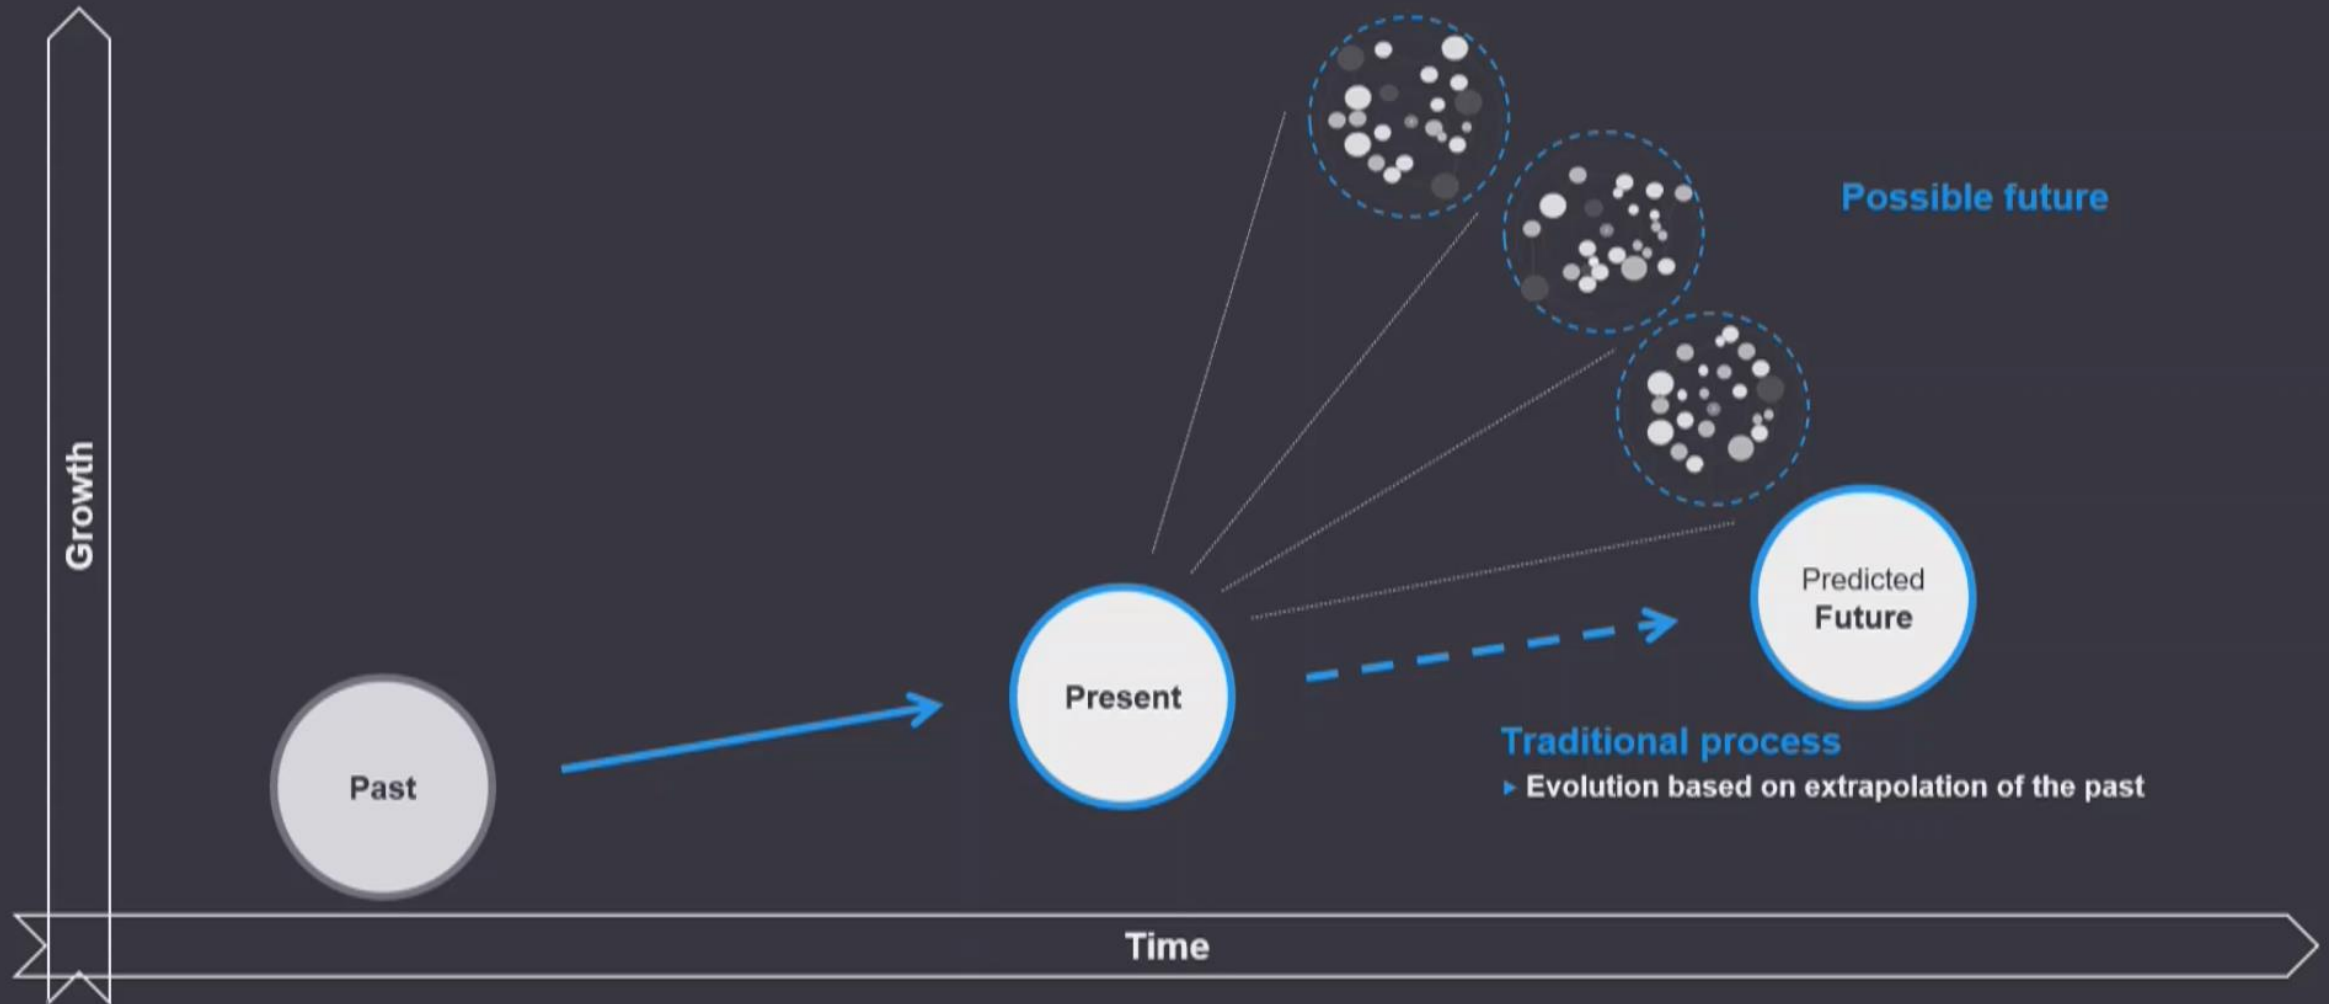 Growth
Possible future
Predicted
Future
Present
Past
Traditional process
Evolution based on extrapolation of the past
Time